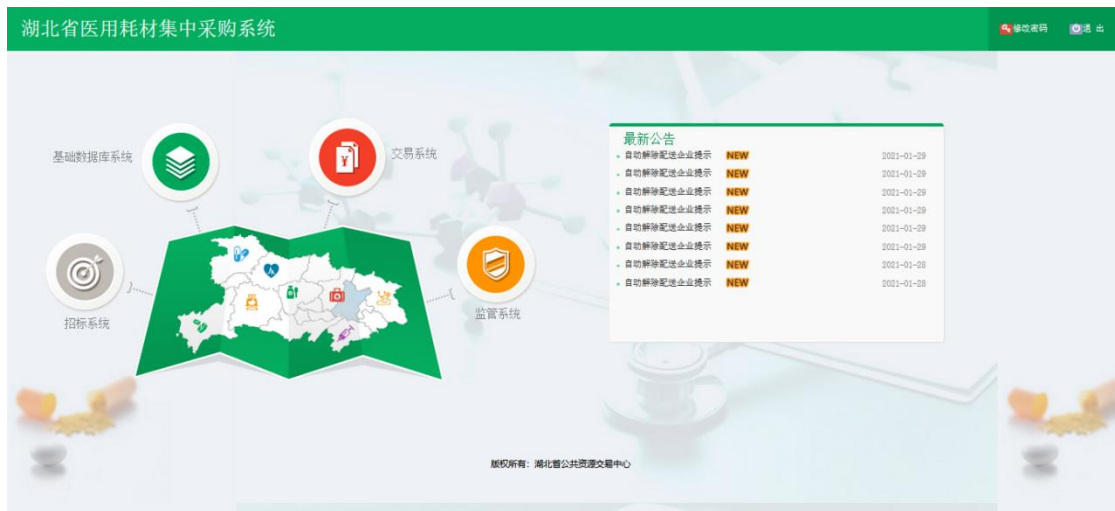 湖北省医用耗材集中采购系统
修改密码
退 出
基础数据库系统
交易系统
招标系统
监管系统
最新公告
自动解除配送企业提示 NEW 2021-01-29
自动解除配送企业提示 NEW 2021-01-29
自动解除配送企业提示 NEW 2021-01-29
自动解除配送企业提示 NEW 2021-01-29
自动解除配送企业提示 NEW 2021-01-29
自动解除配送企业提示 NEW 2021-01-29
自动解除配送企业提示 NEW 2021-01-28
自动解除配送企业提示 NEW 2021-01-28
版权所有：湖北省公共资源交易中心